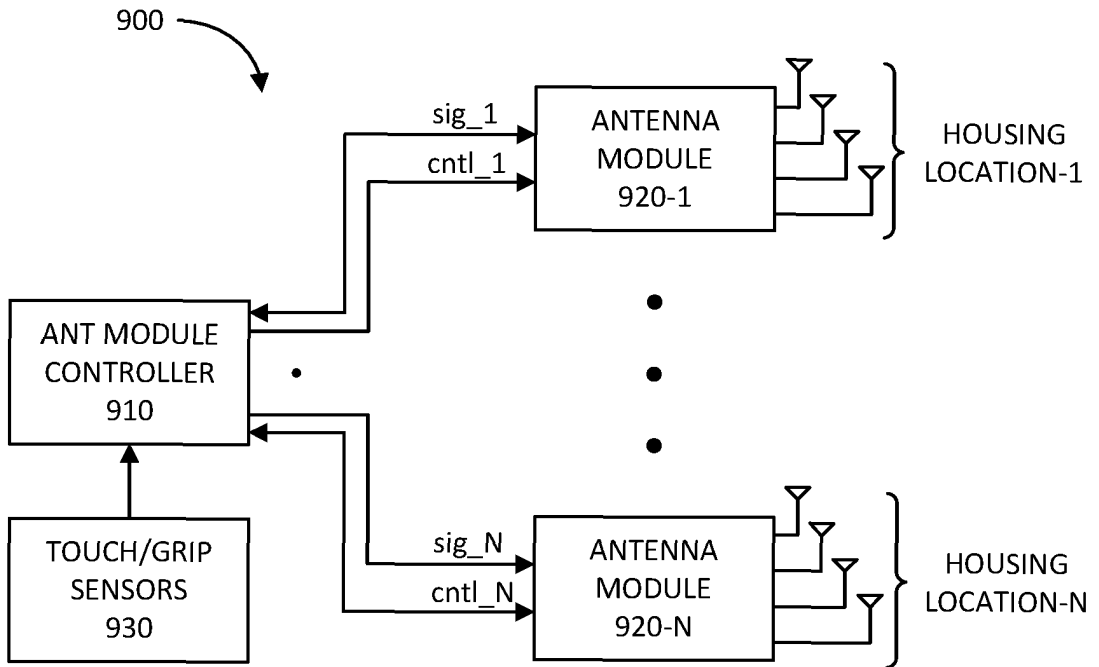 900
sig_1
cntl_1
ANTENNA
MODULE
920-1
HOUSING
LOCATION-1
ANT MODULE
CONTROLLER
910
TOUCH/GRIP
SENSORS
930
sig_N
cntl_N
ANTENNA
MODULE
920-N
HOUSING
LOCATION-N